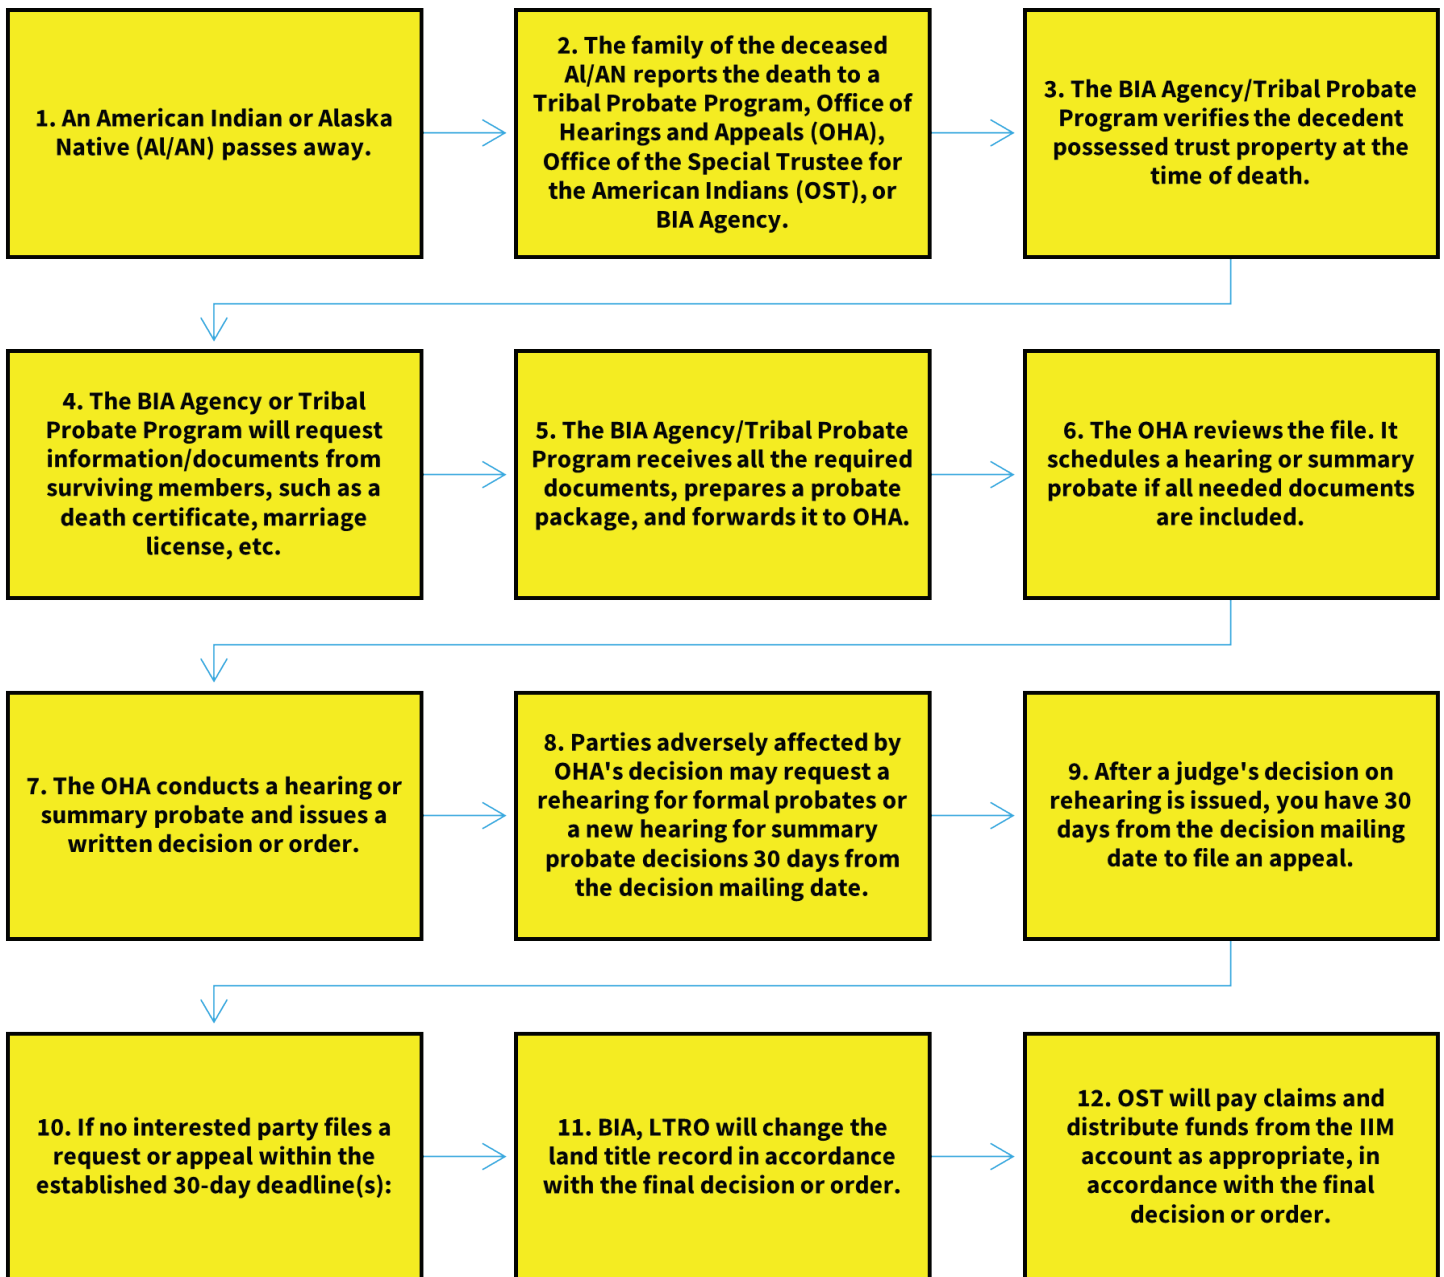 1. An American Indian or Alaska
Native (Al/AN) passes away.
2. The family of the deceased
Al/AN reports the death to a
Tribal Probate Program, Office of
Hearings and Appeals (OHA),
Office of the Special Trustee for
the American Indians (OST), or
BIA Agency.
3. The BIA Agency/Tribal Probate
Program verifies the decedent
possessed trust property at the
time of death.
4. The BIA Agency or Tribal
Probate Program will request
information/documents from
surviving members, such as a
death certificate, marriage
license, etc.
5. The BIA Agency/Tribal Probate
Program receives all the required
documents, prepares a probate
package, and forwards it to OHA.
6. The OHA reviews the file. It
schedules a hearing or summary
probate if all needed documents
are included.
7. The OHA conducts a hearing or
summary probate and issues a
written decision or order.
8. Parties adversely affected by
OHA's decision may request a
rehearing for formal probates or
a new hearing for summary
probate decisions 30 days from
the decision mailing date.
9. After a judge's decision on
rehearing is issued, you have 30
days from the decision mailing
date to file an appeal.
10. If no interested party files a
request or appeal within the
established 30-day deadline(s):
11. BIA, LTRO will change the
land title record in accordance
with the final decision or order.
12. OST will pay claims and
distribute funds from the IIM
account as appropriate, in
accordance with the final
decision or order.